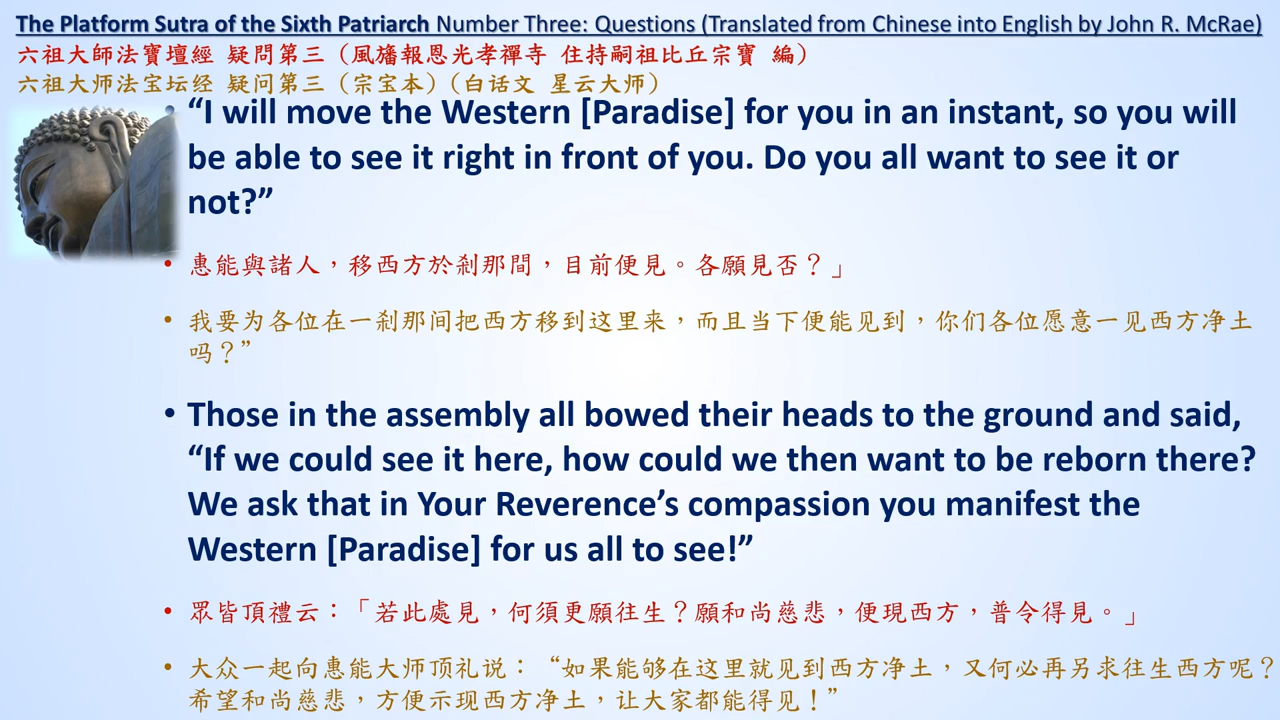 The Platform Sutra of the Sixth Patriarch Number Three: Questions (Translated from Chinese into English by John R. McRae)
六祖大師法寶壇經 疑問第三 (風旛報恩光孝禪寺 住持嗣祖比丘宗寶 編)
六祖大师法宝坛经 疑问第三 (宗宝本) (白话文 星云大师)
• “I will move the Western [Paradise] for you in an instant, so you will
be able to see it right in front of you. Do you all want to see it or
not?”
• 惠能與諸人，移西方於剎那間，目前便見。各願見否？」
• 我要为各位在一刹那间把西方移到这里来，而且当下便能见到，你们各位愿意一见西方净土
吗？”
• Those in the assembly all bowed their heads to the ground and said,
“If we could see it here, how could we then want to be reborn there?
We ask that in Your Reverence’s compassion you manifest the
Western [Paradise] for us all to see!”
• 眾皆頂禮云：「若此處見，何須更願往生？願和尚慈悲，便現西方，普令得見。」
• 大众一起向惠能大师顶礼说：“如果能够在这里就见到西方净土，又何必再另求往生西方呢？
希望和尚慈悲，方便示现西方净土，让大家都能得见！”